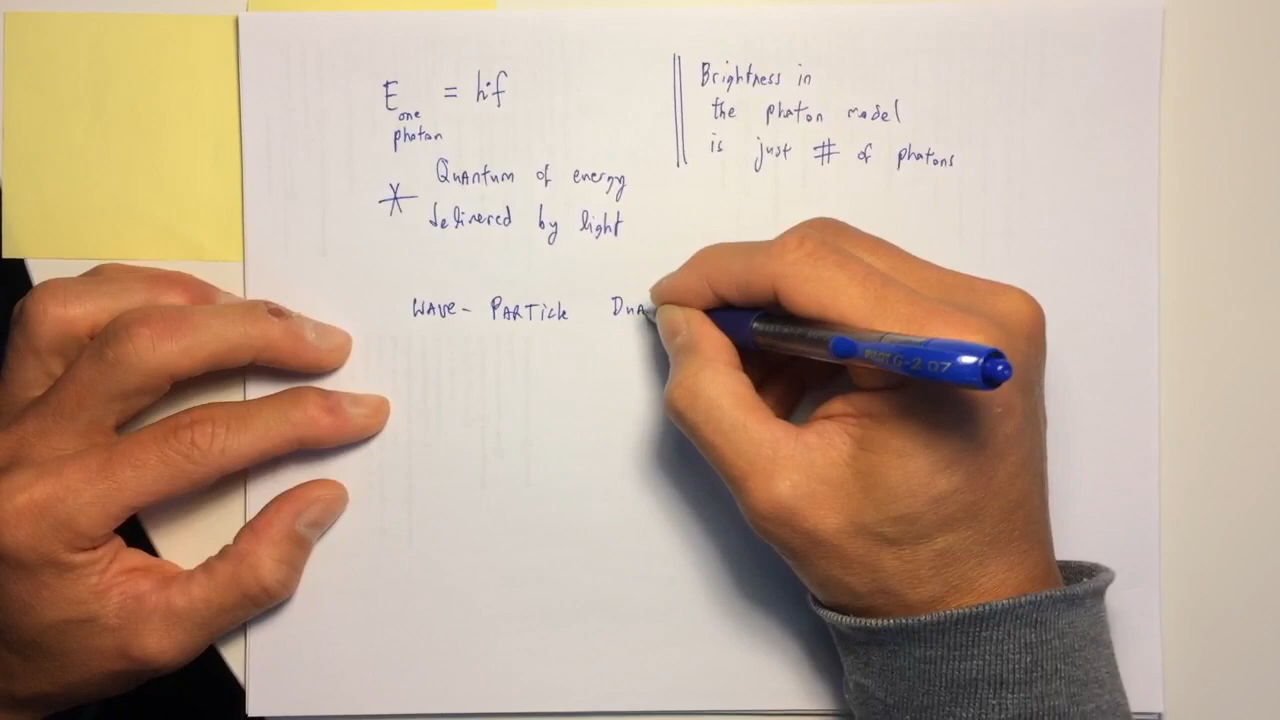 E one photon = h·f
* Quantum of energy
delivered by light
Brightness in
the photon model
is just # of photons
WAVE - PARTICLE DUA
PILOT G-2 07